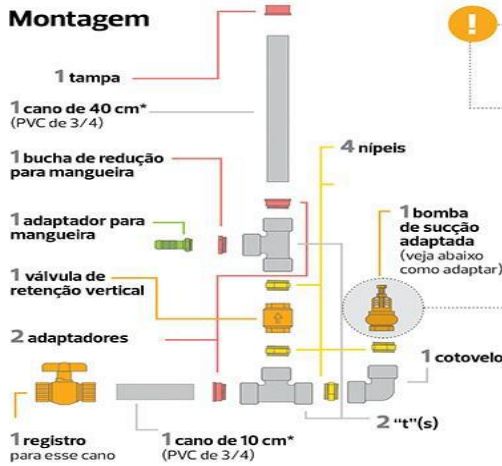 Montagem
!
1 tampa
1 cano de 40 cm*
(PVC de 3/4)
4 nípeis
1 bucha de redução
para mangueira
1 adaptador para
mangueira
1 bomba
de sucção
adaptada
(veja abaixo
como adaptar)
1 válvula de
retenção vertical
2 adaptadores
1 cotovelo
2 "t"(s)
1 registro
para esse cano
1 cano de 10 cm*
(PVC de 3/4)